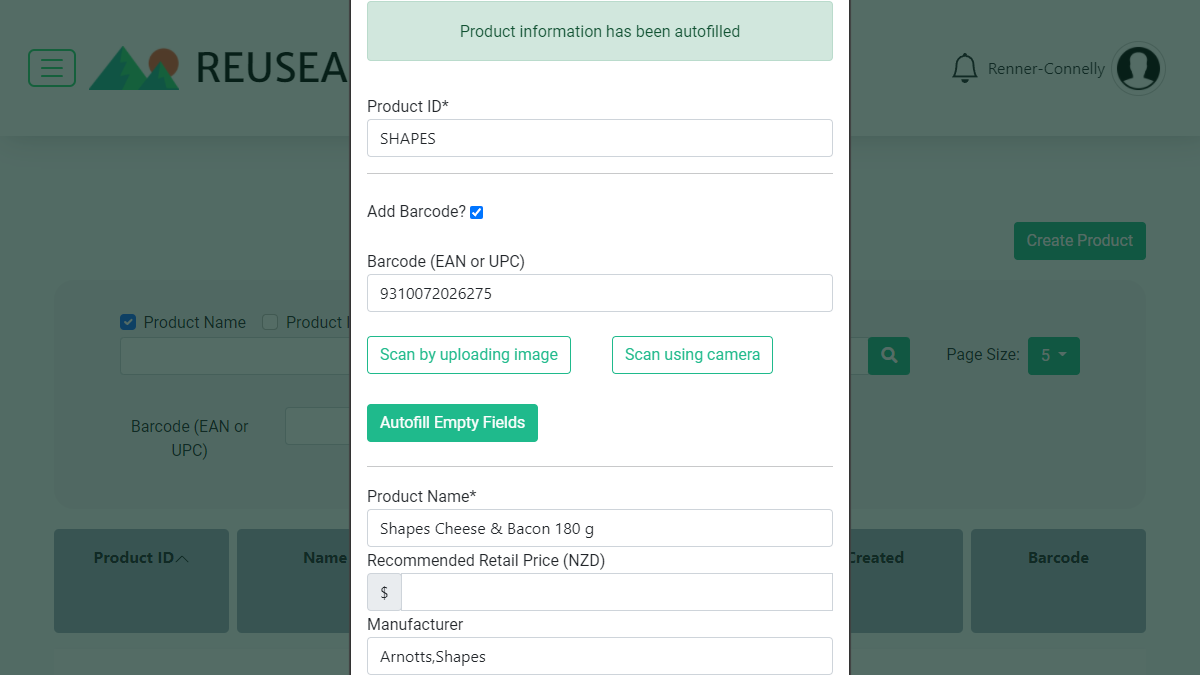 Product information has been autofilled
REUSEA
Renner-Connelly
Product ID*
SHAPES
Add Barcode?
Create Product
Barcode (EAN or UPC)
9310072026275
Product Name
Product I
Scan by uploading image
Scan using camera
Page Size:
5
Barcode (EAN or
UPC)
Autofill Empty Fields
Product Name*
Shapes Cheese & Bacon 180 g
Recommended Retail Price (NZD)
$
Manufacturer
Arnotts,Shapes
Product ID
Name
Created
Barcode